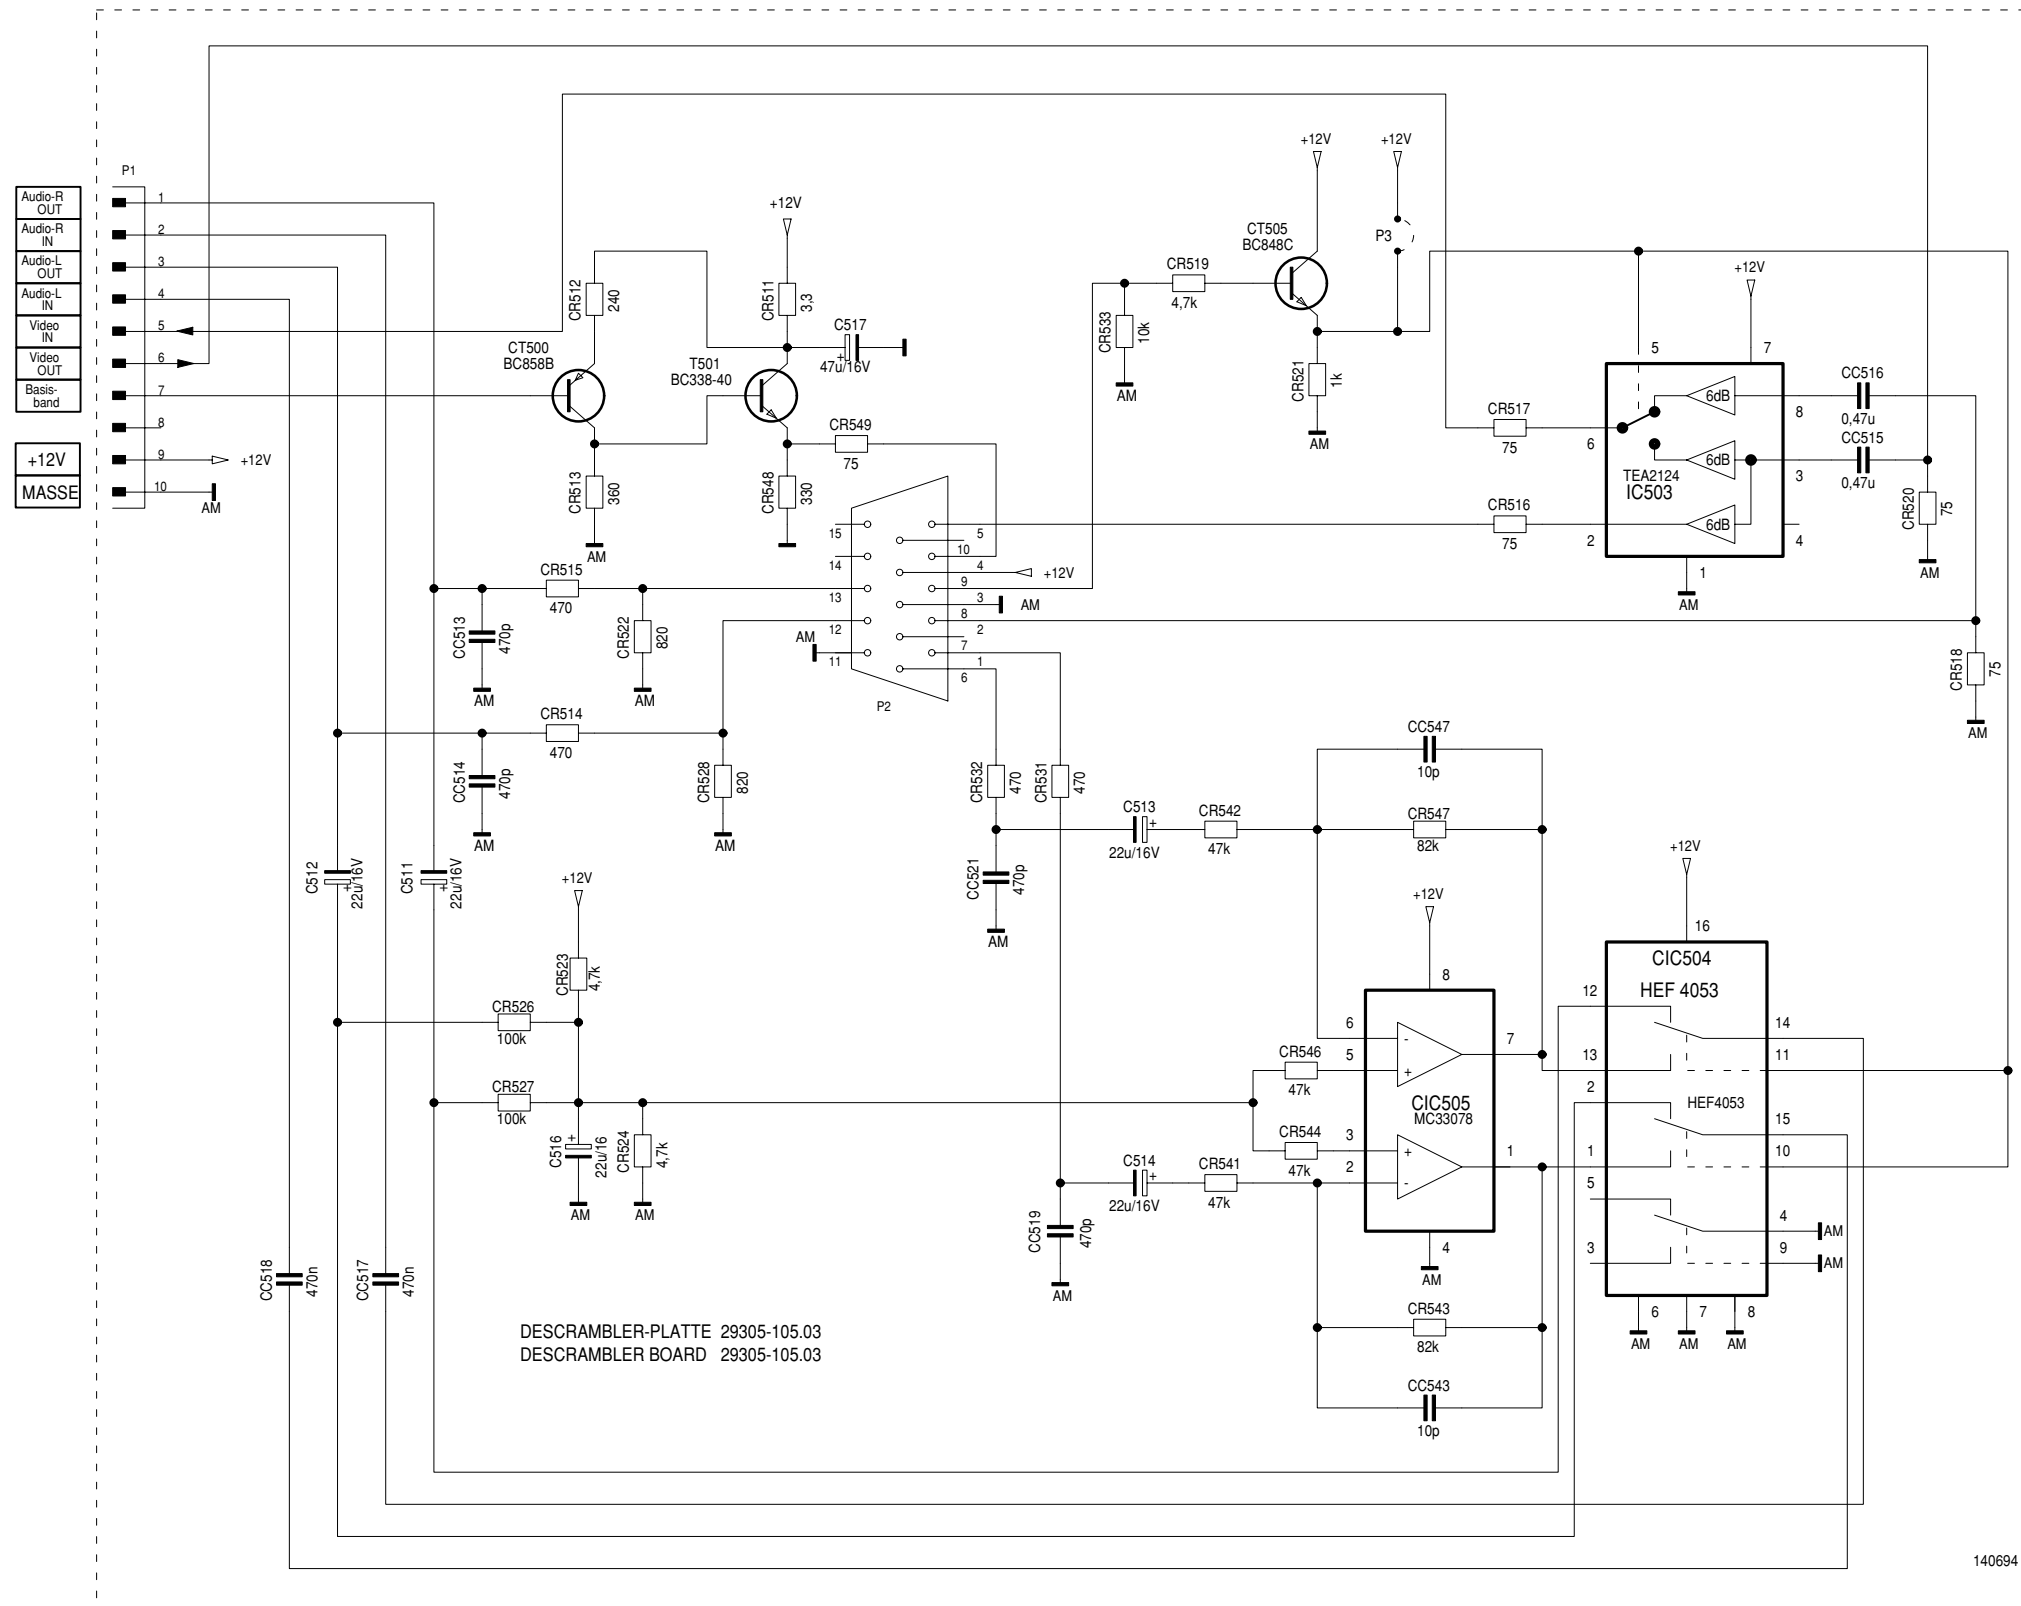 P1
Audio-R
OUT
1
Audio-R
IN
2
Audio-L
OUT
3
Audio-L
IN
4
Video
IN
5
Video
OUT
6
Basis-
band
7
8
+12V
9
+12V
MASSE
10
AM
CR512
240
CT500
BC858B
CR513
360
AM
+12V
CR511
3,3
C517
+
47u/16V
T501
BC338-40
CR549
75
CR548
330
CT505
BC848C
+12V
+12V
P3
CR519
4,7k
CR533
10k
AM
CR521
1k
AM
CR517
75
CR516
75
+12V
5
7
6dB
8
6
6dB
3
TEA2124
IC503
6dB
2
4
1
AM
CC516
0,47u
CC515
0,47u
CR520
75
AM
CR518
75
AM
15
14
13
12
AM
11
5
10
4
+12V
9
3
AM
8
2
7
1
6
P2
CR515
470
CC513
470p
AM
CR522
820
AM
CR514
470
CC514
470p
AM
CR528
820
AM
C512
+
22u/16V
C511
+
22u/16V
+12V
CR523
4,7k
CR526
100k
CR527
100k
C516
+
22u/16
AM
CR524
4,7k
AM
CR532
470
CR531
470
CC521
470p
AM
C513
+
22u/16V
CR542
47k
CC547
10p
CR547
82k
+12V
8
6
-
5
+
7
CR546
47k
CIC505
MC33078
CR544
47k
3
+
2
-
1
4
AM
C514
+
22u/16V
CR541
47k
CC519
470p
AM
CR543
82k
CC543
10p
+12V
16
CIC504
HEF 4053
12
14
13
11
2
HEF4053
15
1
10
5
4
AM
3
9
AM
6
7
8
AM
AM
AM
CC518
470n
CC517
470n
DESCRAMBLER-PLATTE 29305-105.03
DESCRAMBLER BOARD 29305-105.03
140694